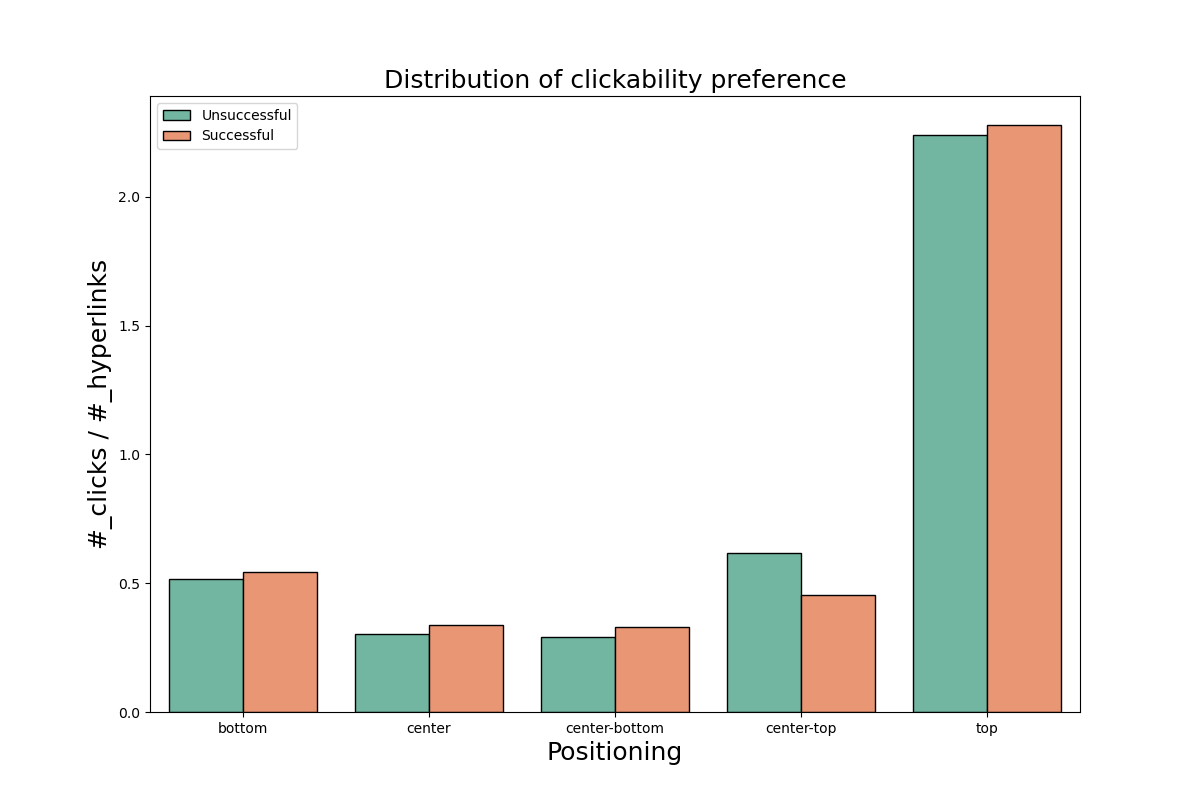 Distribution of clickability preference
Unsuccessful
Successful
#_clicks / #_hyperlinks
2.0
1.5
1.0
0.5
0.0
bottom center center-bottom center-top top
Positioning